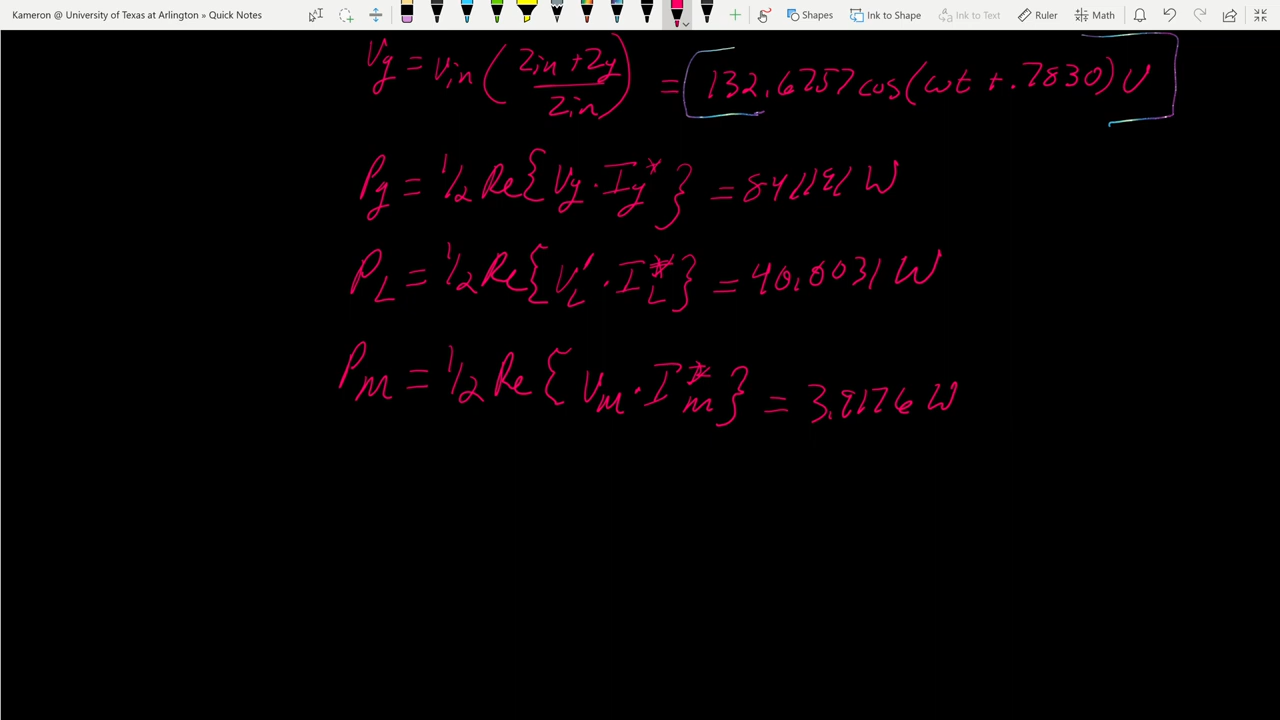 Kameron @ University of Texas at Arlington » Quick Notes
Shapes Ink to Shape Ink to Text Ruler Math
Vg = Vin ( Zin + Zg / Zin ) = 132.6757 cos(ωt + .7830) V
Pg = 1/2 Re{ Vg · Ig* } = W
PL = 1/2 Re{ VL' · IL* } = 40.0031 W
Pm = 1/2 Re{ Vm · Im* } = W